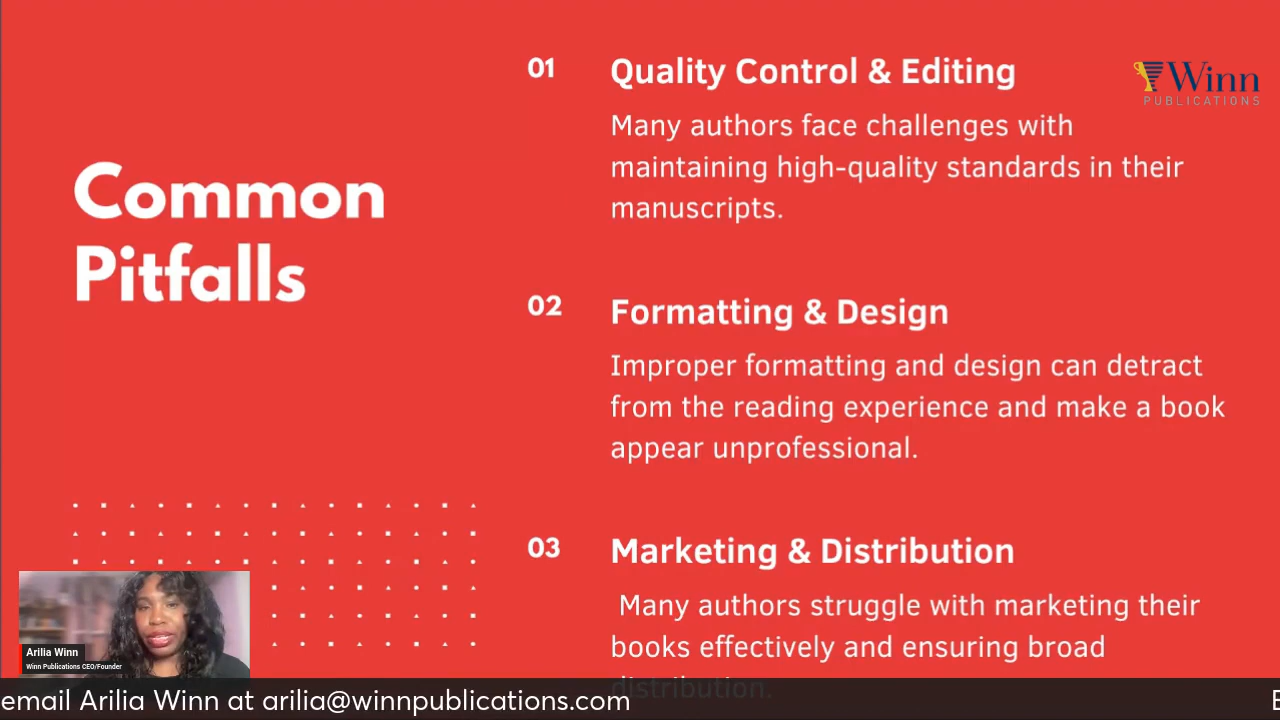 Common
Pitfalls
01
Quality Control & Editing
Many authors face challenges with
maintaining high-quality standards in their
manuscripts.
02
Formatting & Design
Improper formatting and design can detract
from the reading experience and make a book
appear unprofessional.
03
Marketing & Distribution
Many authors struggle with marketing their
books effectively and ensuring broad
distribution.
Winn
PUBLICATIONS
Arilia Winn
Winn Publications CEO/Founder
email Arilia Winn at arilia@winnpublications.com